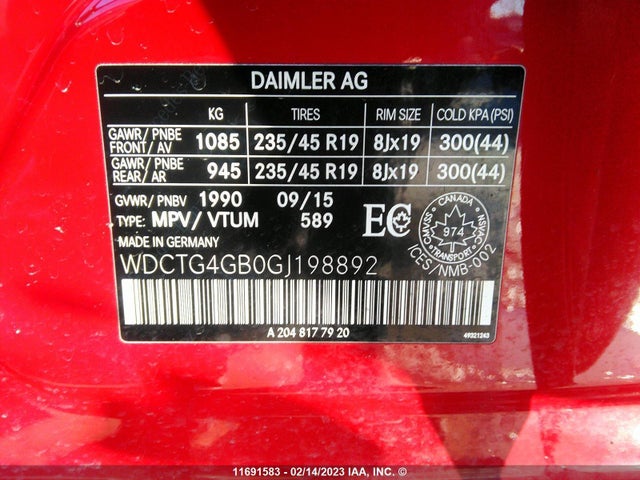 DAIMLER AG
KG TIRES RIM SIZE COLD KPA (PSI)
GAWR/ PNBE FRONT/ AV 1085 235/45 R19 8Jx19 300(44)
GAWR/ PNBE REAR/ AR 945 235/45 R19 8Jx19 300(44)
GVWR/ PNBV 1990 09/15
TYPE: MPV/ VTUM 589
MADE IN GERMANY
EC
CANADA
974
CMVSS
ICES/NMB-002
WDCTG4GB0GJ198892
A 204 817 79 20
49321243
11691583 - 02/14/2023 IAA, INC. ©